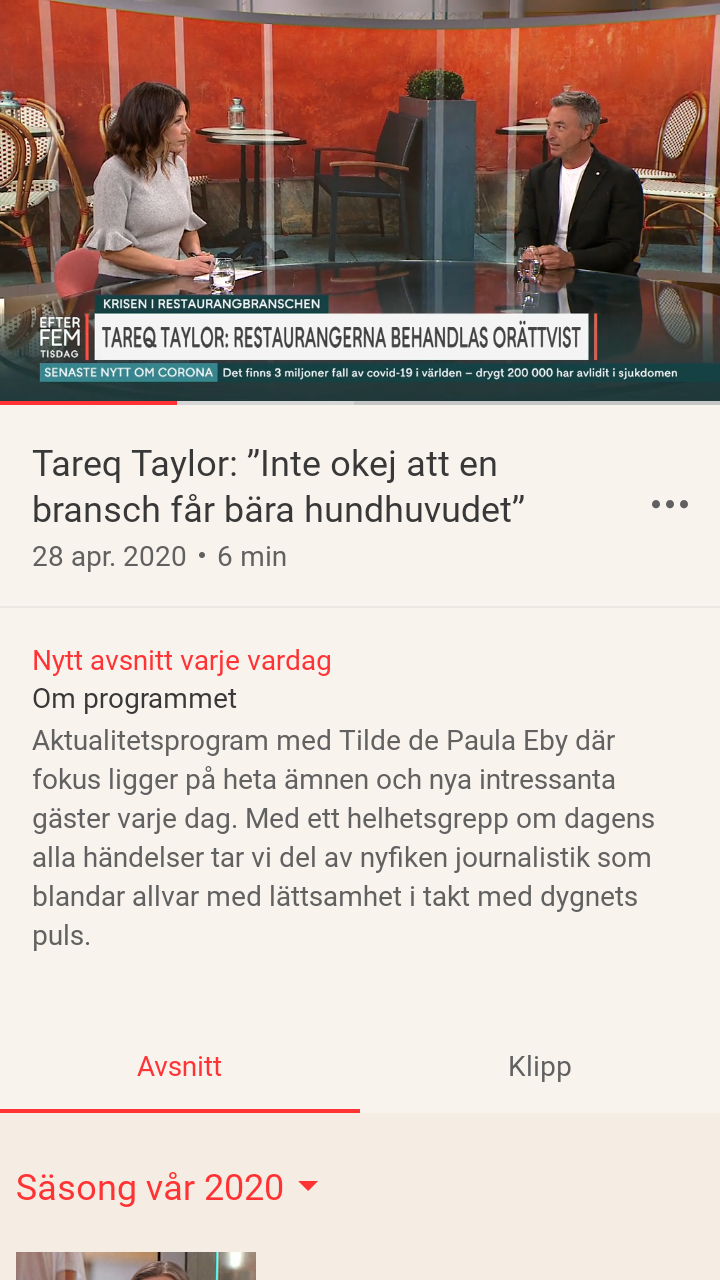 KRISEN I RESTAURANGBRANSCHEN
EFTER
FEM
TISDAG
TAREQ TAYLOR: RESTAURANGERNA BEHANDLAS ORÄTTVIST
SENASTE NYTT OM CORONA Det finns 3 miljoner fall av covid-19 i världen – drygt 200 000 har avlidit i sjukdomen
Tareq Taylor: ”Inte okej att en
bransch får bära hundhuvudet”
28 apr. 2020 • 6 min
Nytt avsnitt varje vardag
Om programmet
Aktualitetsprogram med Tilde de Paula Eby där
fokus ligger på heta ämnen och nya intressanta
gäster varje dag. Med ett helhetsgrepp om dagens
alla händelser tar vi del av nyfiken journalistik som
blandar allvar med lättsamhet i takt med dygnets
puls.
Avsnitt
Klipp
Säsong vår 2020